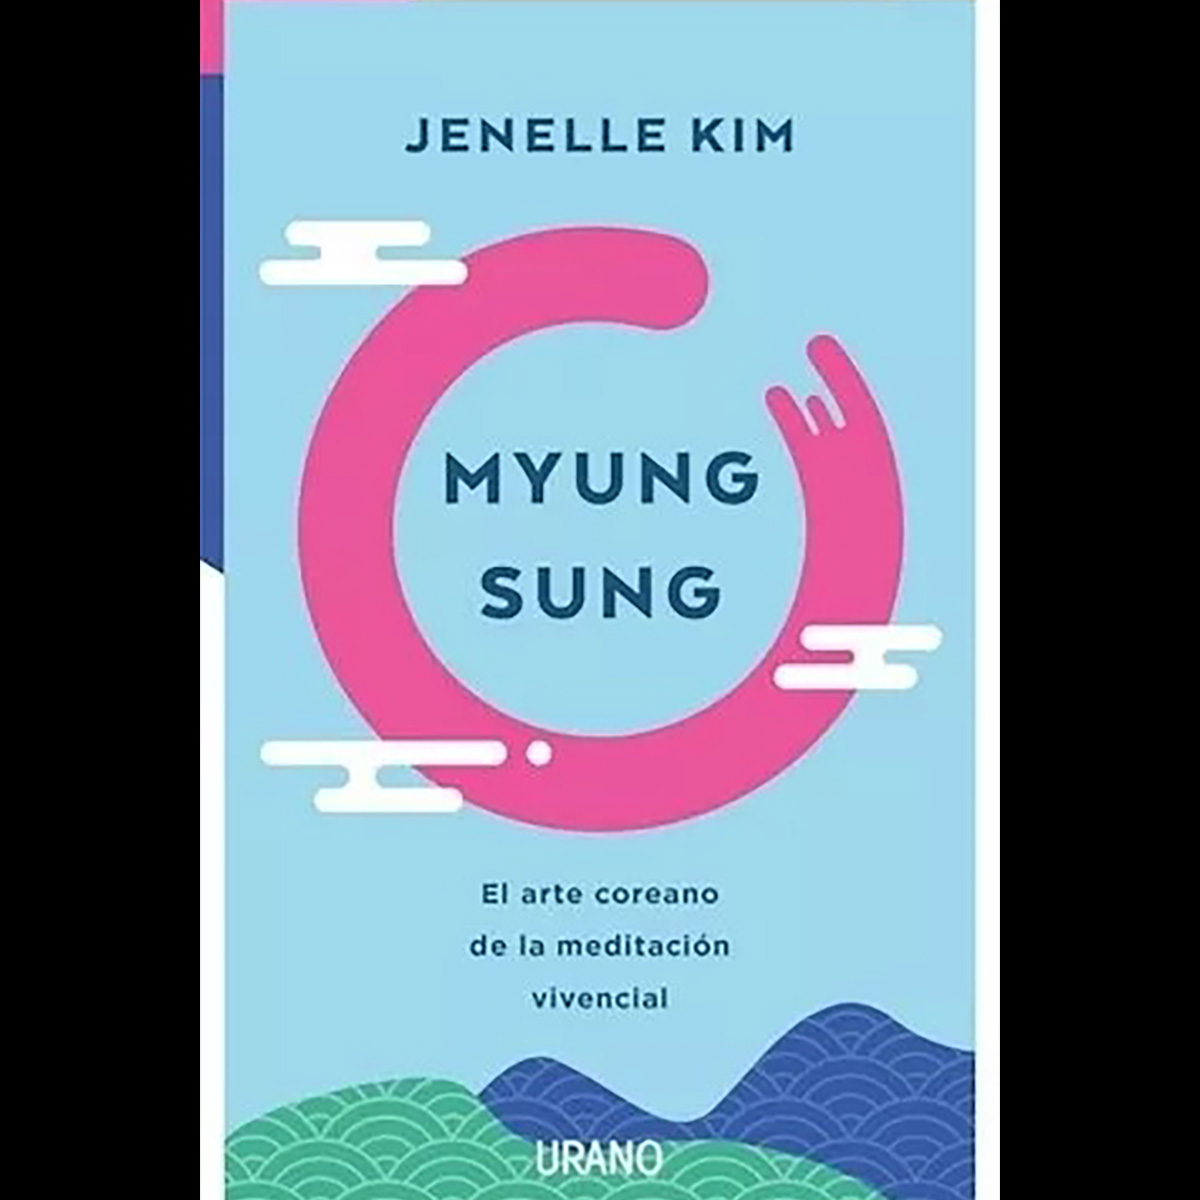 JENELLE KIM
MYUNG
SUNG
El arte coreano
de la meditación
vivencial
URANO